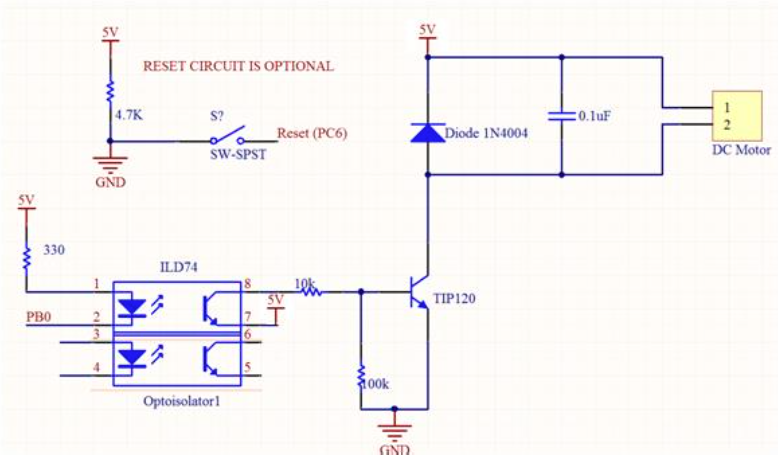 5V
RESET CIRCUIT IS OPTIONAL
4.7K
S?
Reset (PC6)
SW-SPST
GND
5V
Diode 1N4004
0.1uF
1
2
DC Motor
5V
330
ILD74
1
8
10k
5V
TIP120
PB0
2
7
3
6
4
5
100k
Optoisolator1
GND